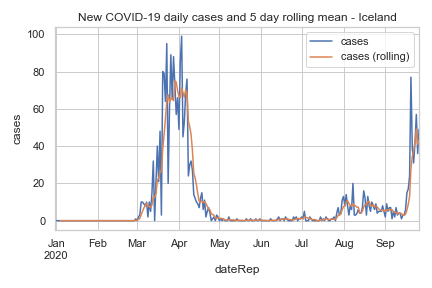 New COVID-19 daily cases and 5 day rolling mean - Iceland
cases
cases (rolling)
100
80
60
40
20
0
cases
Jan Feb Mar Apr May Jun Jul Aug Sep
2020
dateRep